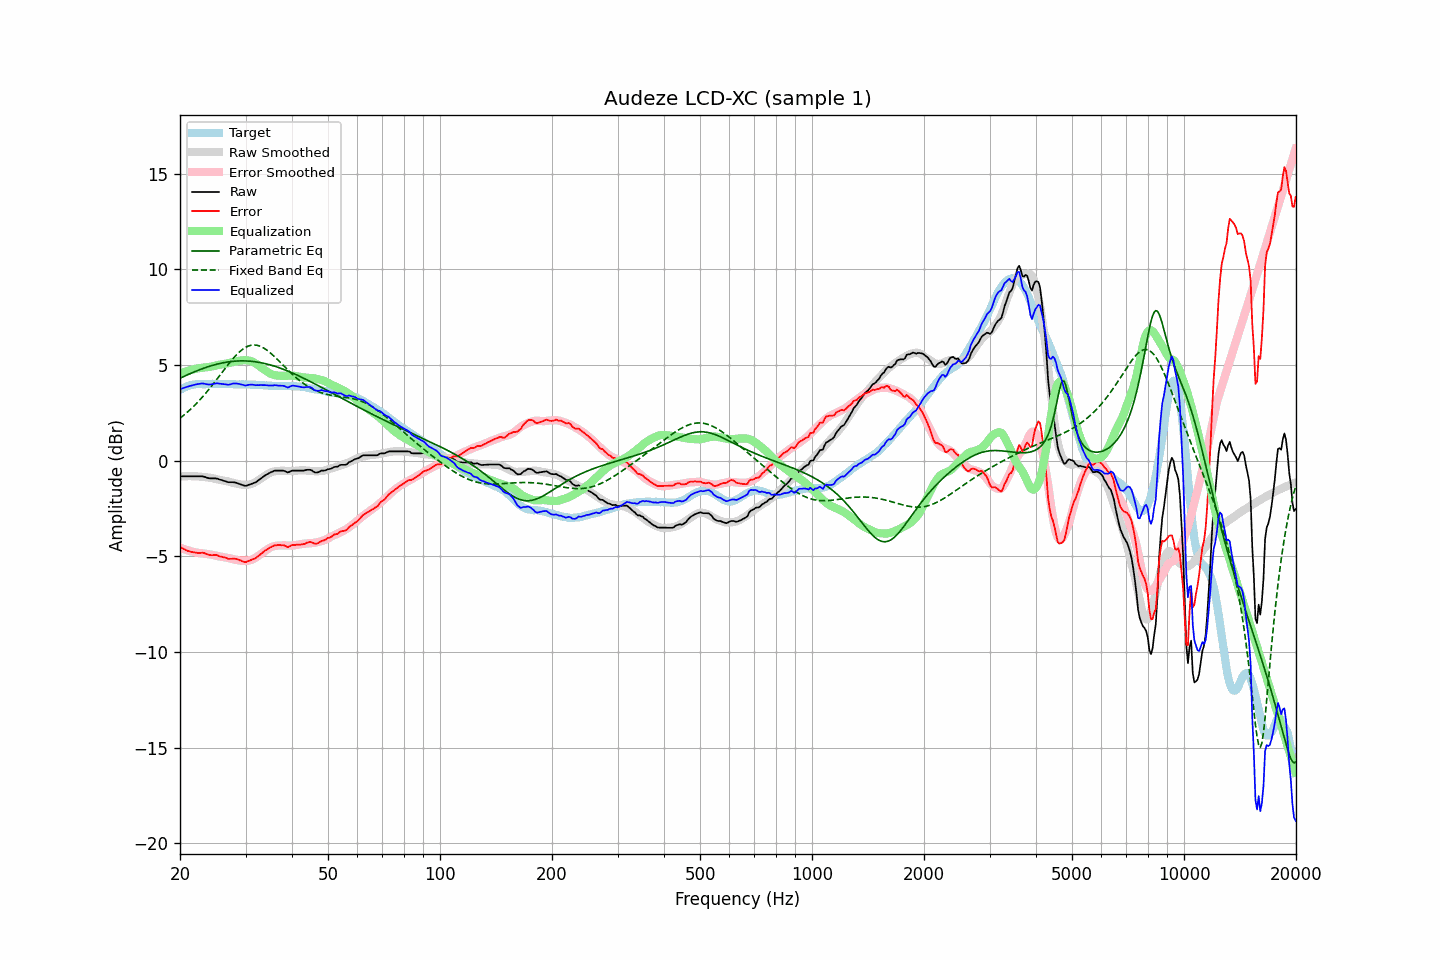 Audeze LCD-XC (sample 1)
Target
Raw Smoothed
Error Smoothed
Raw
Error
Equalization
Parametric Eq
Fixed Band Eq
Equalized
15
10
5
0
−5
−10
−15
−20
Amplitude (dBr)
20 50 100 200 500 1000 2000 5000 10000 20000
Frequency (Hz)